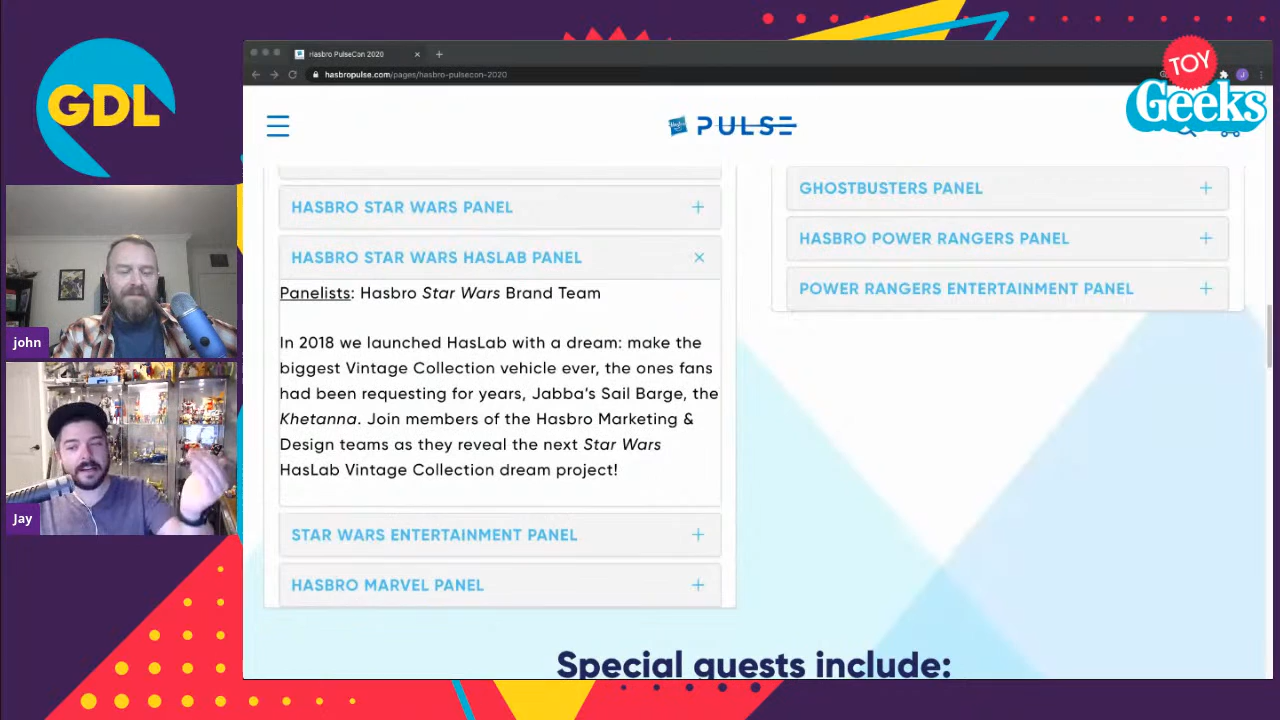 GDL
john
Jay
Hasbro PulseCon 2020
hasbropulse.com/pages/hasbro-pulsecon-2020
TOY
Geeks
Hasbro
PULSE
HASBRO STAR WARS PANEL
HASBRO STAR WARS HASLAB PANEL
Panelists: Hasbro Star Wars Brand Team
In 2018 we launched HasLab with a dream: make the
biggest Vintage Collection vehicle ever, the ones fans
had been requesting for years, Jabba's Sail Barge, the
Khetanna. Join members of the Hasbro Marketing &
Design teams as they reveal the next Star Wars
HasLab Vintage Collection dream project!
STAR WARS ENTERTAINMENT PANEL
HASBRO MARVEL PANEL
GHOSTBUSTERS PANEL
HASBRO POWER RANGERS PANEL
POWER RANGERS ENTERTAINMENT PANEL
Special guests include: